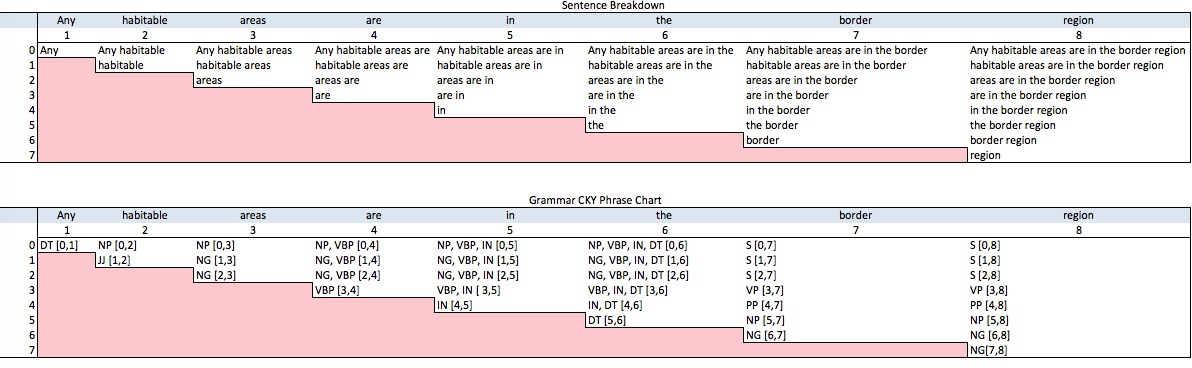 Sentence Breakdown
Any habitable areas are in the border region
1 2 3 4 5 6 7 8
0 Any Any habitable Any habitable areas Any habitable areas are Any habitable areas are in Any habitable areas are in the Any habitable areas are in the border Any habitable areas are in the border region
1 habitable habitable areas habitable areas are habitable areas are in habitable areas are in the habitable areas are in the border habitable areas are in the border region
2 areas areas are areas are in areas are in the areas are in the border areas are in the border region
3 are are in are in the are in the border are in the border region
4 in in the in the border in the border region
5 the the border the border region
6 border border region
7 region
Grammar CKY Phrase Chart
Any habitable areas are in the border region
1 2 3 4 5 6 7 8
0 DT [0,1] NP [0,2] NP [0,3] NP, VBP [0,4] NP, VBP, IN [0,5] NP, VBP, IN, DT [0,6] S [0,7] S [0,8]
1 JJ [1,2] NG [1,3] NG, VBP [1,4] NG, VBP, IN [1,5] NG, VBP, IN, DT [1,6] S [1,7] S [1,8]
2 NG [2,3] NG, VBP [2,4] NG, VBP, IN [2,5] NG, VBP, IN, DT [2,6] S [2,7] S [2,8]
3 VBP [3,4] VBP, IN [ 3,5] VBP, IN, DT [3,6] VP [3,7] VP [3,8]
4 IN [4,5] IN, DT [4,6] PP [4,7] PP [4,8]
5 DT [5,6] NP [5,7] NP [5,8]
6 NG [6,7] NG [6,8]
7 NG[7,8]